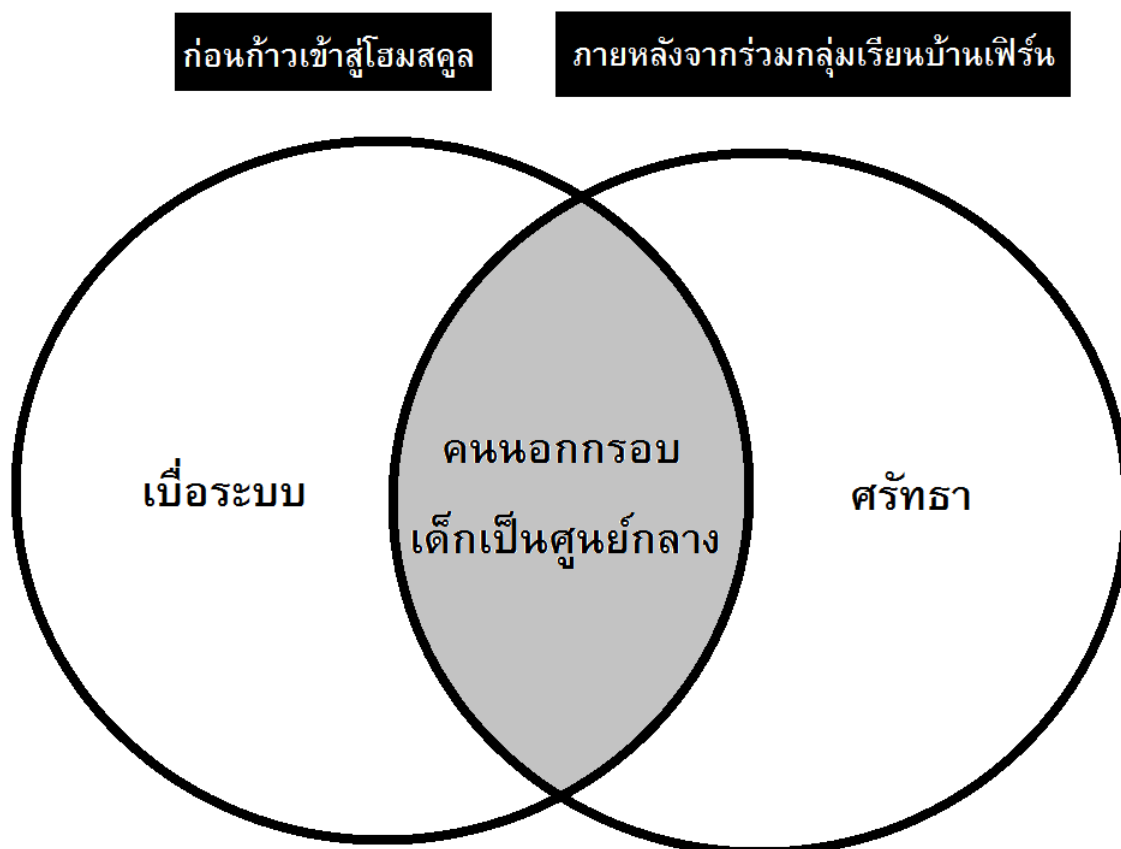 ก่อนก้าวเข้าสู่โฮมสคูล
ภายหลังจากร่วมกลุ่มเรียนบ้านเฟิร์น
เบื่อระบบ
คนนอกกรอบ
เด็กเป็นศูนย์กลาง
ศรัทธา